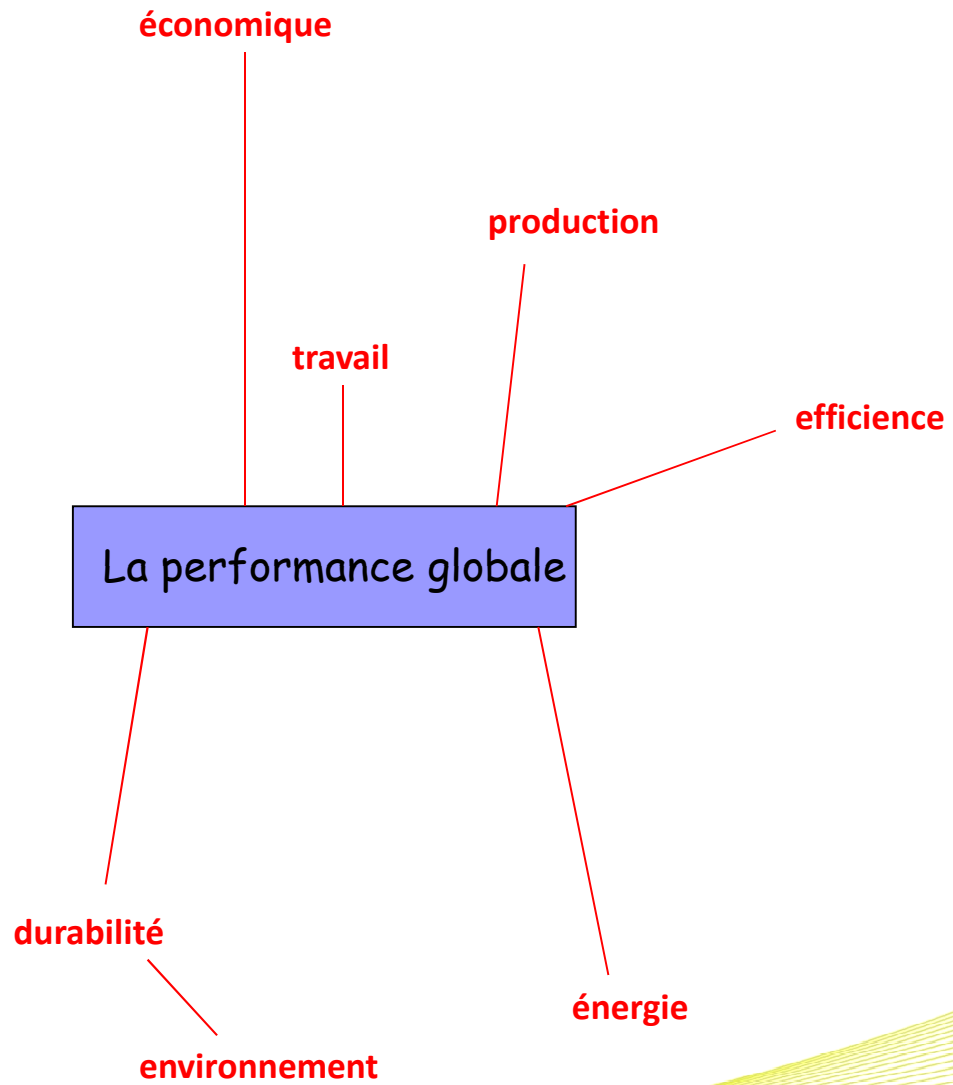 économique
production
travail
efficience
La performance globale
durabilité
énergie
environnement